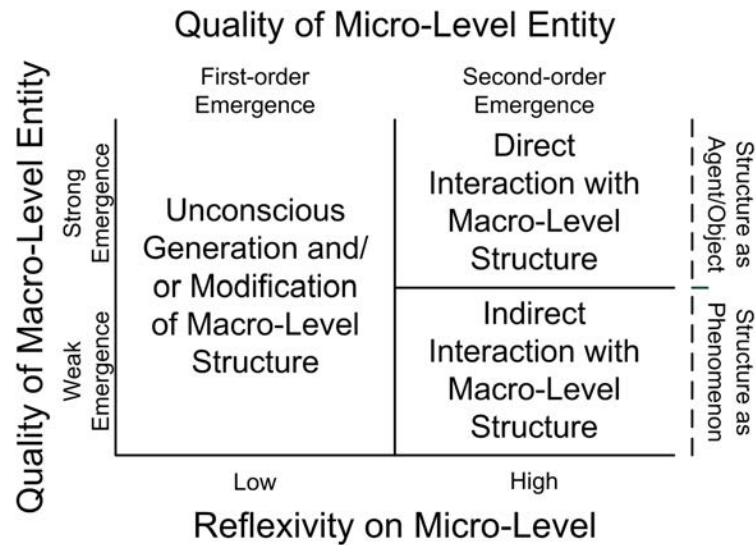 Quality of Micro-Level Entity
First-order
Emergence
Second-order
Emergence
Quality of Macro-Level Entity
Strong
Emergence
Weak
Emergence
Unconscious
Generation and/
or Modification
of Macro-Level
Structure
Direct
Interaction with
Macro-Level
Structure
Indirect
Interaction with
Macro-Level
Structure
Structure as
Agent/Object
Structure as
Phenomenon
Low
High
Reflexivity on Micro-Level